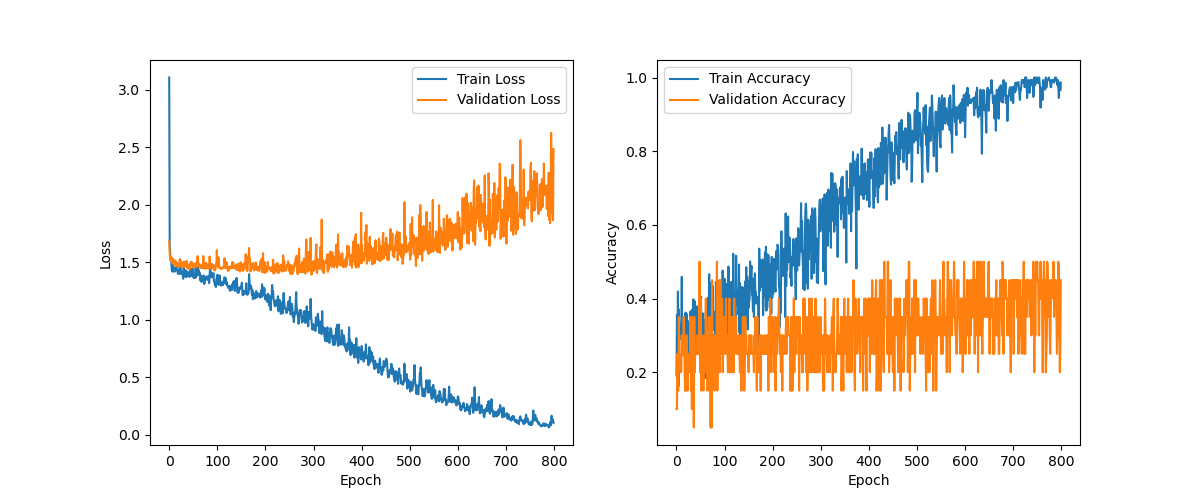 3.0
2.5
2.0
1.5
1.0
0.5
0.0
Loss
0 100 200 300 400 500 600 700 800
Epoch
Train Loss
Validation Loss
1.0
0.8
0.6
0.4
0.2
Accuracy
0 100 200 300 400 500 600 700 800
Epoch
Train Accuracy
Validation Accuracy